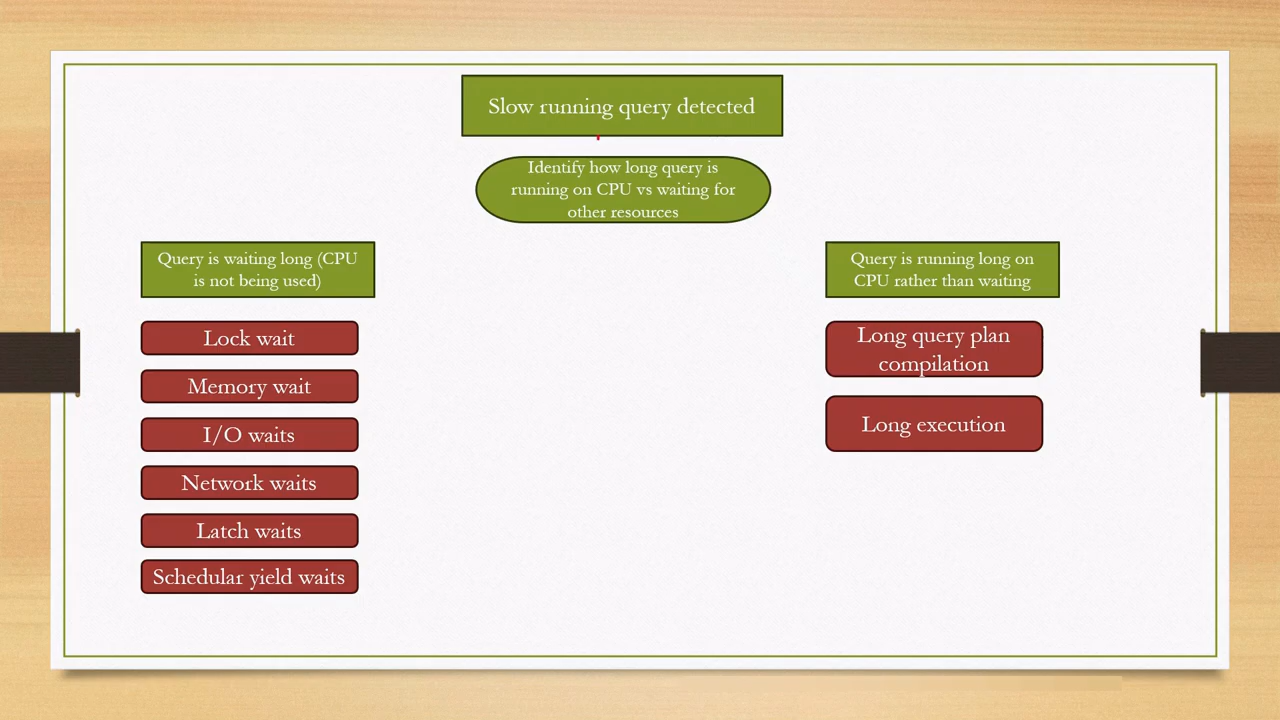 Slow running query detected
Identify how long query is
running on CPU vs waiting for
other resources
Query is waiting long (CPU
is not being used)
Lock wait
Memory wait
I/O waits
Network waits
Latch waits
Schedular yield waits
Query is running long on
CPU rather than waiting
Long query plan
compilation
Long execution